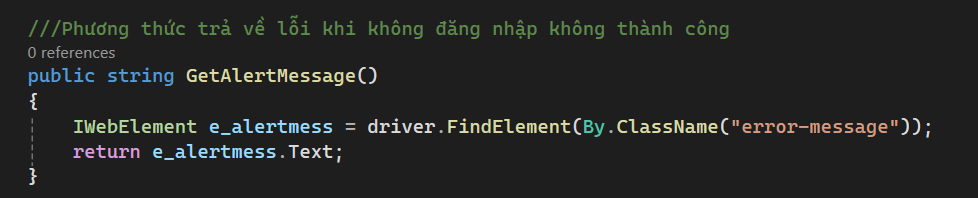 ///Phương thức trả về lỗi khi không đăng nhập không thành công
0 references
public string GetAlertMessage()
{
    IWebElement e_alertmess = driver.FindElement(By.ClassName("error-message"));
    return e_alertmess.Text;
}